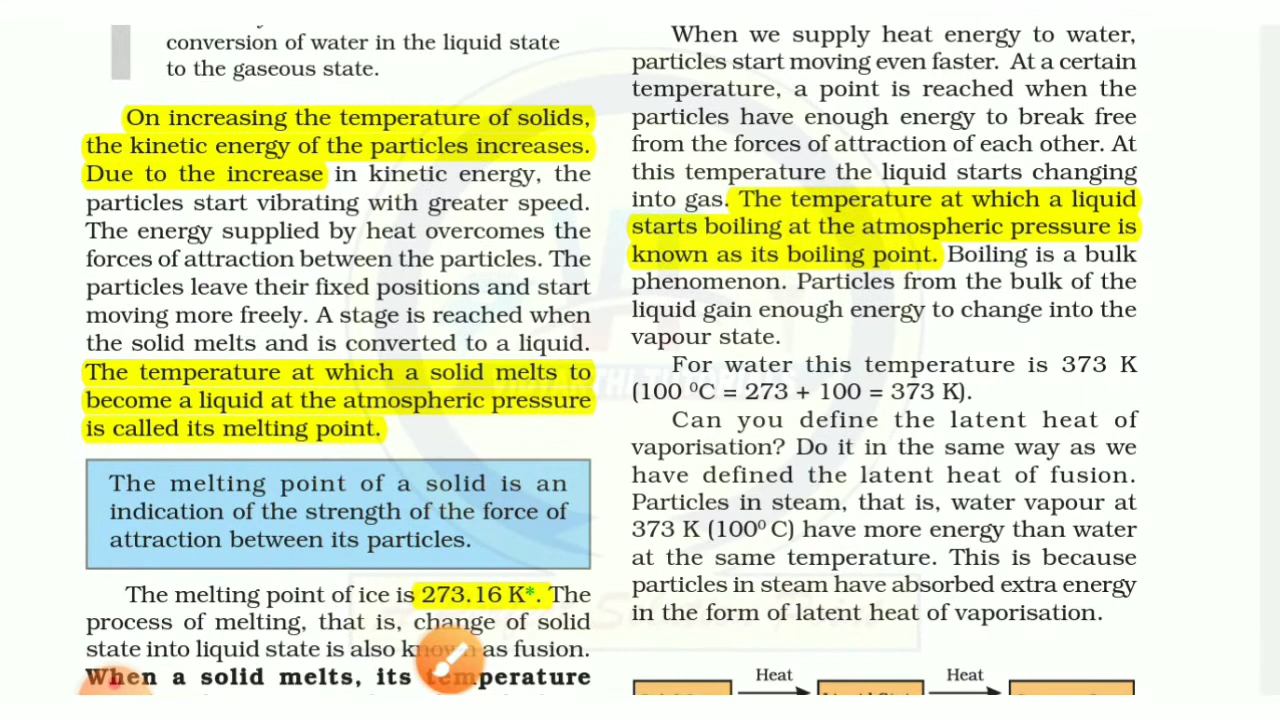 conversion of water in the liquid state
to the gaseous state.
On increasing the temperature of solids,
the kinetic energy of the particles increases.
Due to the increase in kinetic energy, the
particles start vibrating with greater speed.
The energy supplied by heat overcomes the
forces of attraction between the particles. The
particles leave their fixed positions and start
moving more freely. A stage is reached when
the solid melts and is converted to a liquid.
The temperature at which a solid melts to
become a liquid at the atmospheric pressure
is called its melting point.
The melting point of a solid is an
indication of the strength of the force of
attraction between its particles.
The melting point of ice is 273.16 K*. The
process of melting, that is, change of solid
state into liquid state is also known as fusion.
When a solid melts, its temperature
When we supply heat energy to water,
particles start moving even faster. At a certain
temperature, a point is reached when the
particles have enough energy to break free
from the forces of attraction of each other. At
this temperature the liquid starts changing
into gas. The temperature at which a liquid
starts boiling at the atmospheric pressure is
known as its boiling point. Boiling is a bulk
phenomenon. Particles from the bulk of the
liquid gain enough energy to change into the
vapour state.
For water this temperature is 373 K
(100 ⁰C = 273 + 100 = 373 K).
Can you define the latent heat of
vaporisation? Do it in the same way as we
have defined the latent heat of fusion.
Particles in steam, that is, water vapour at
373 K (100⁰ C) have more energy than water
at the same temperature. This is because
particles in steam have absorbed extra energy
in the form of latent heat of vaporisation.
Heat Heat